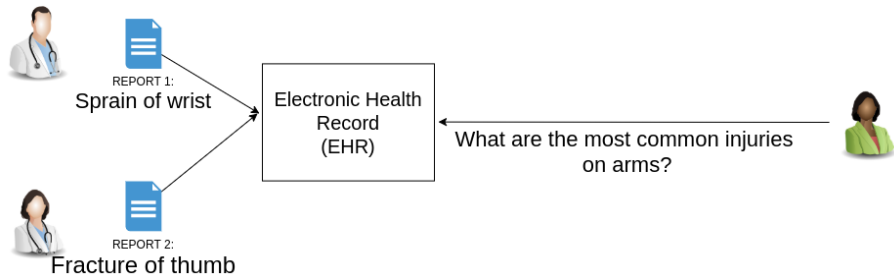 REPORT 1:
Sprain of wrist
Electronic Health
Record
(EHR)
What are the most common injuries
on arms?
REPORT 2:
Fracture of thumb